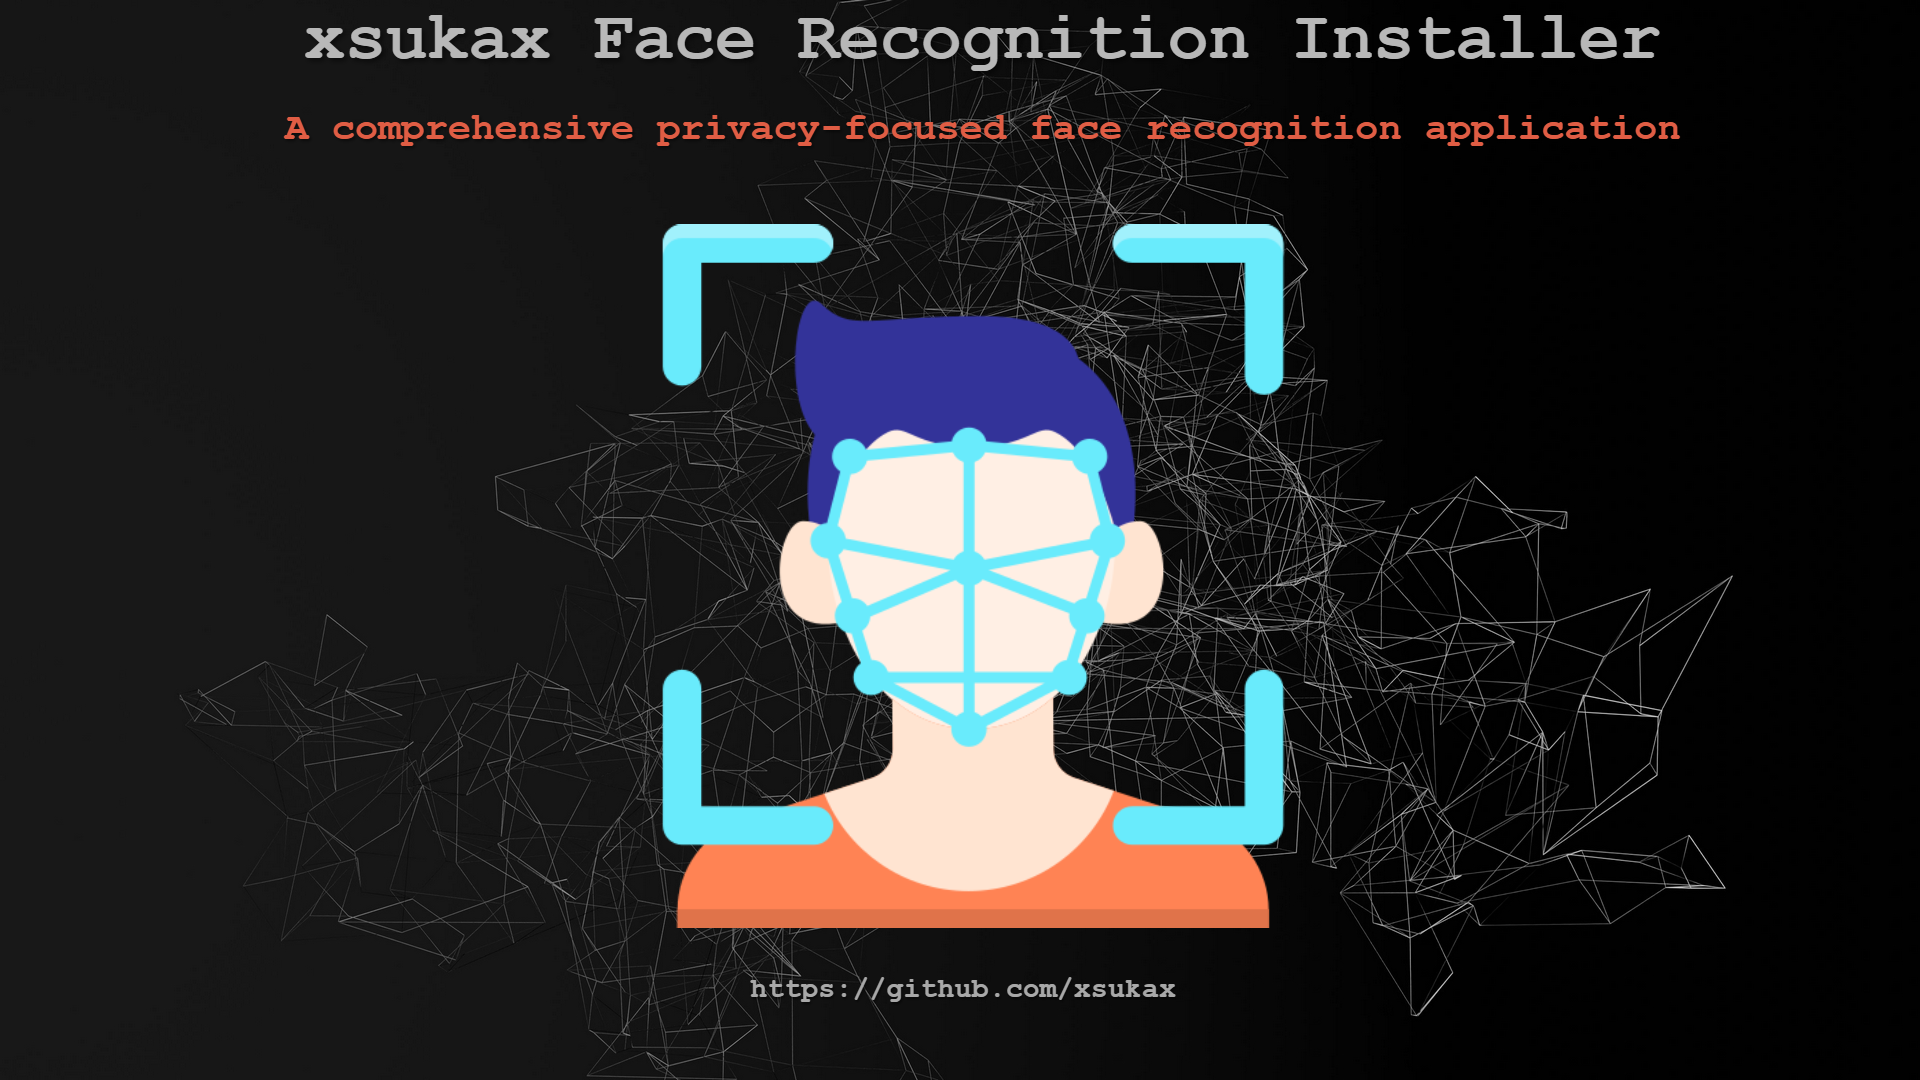 xsukax Face Recognition Installer
A comprehensive privacy-focused face recognition application
https://github.com/xsukax